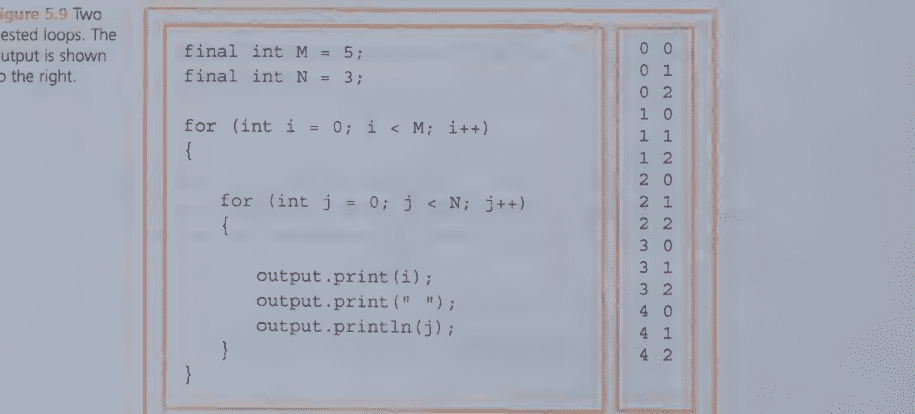 igure 5.9 Two
ested loops. The
utput is shown
o the right.
final int M = 5;
final int N = 3;
for (int i = 0; i < M; i++)
{
for (int j = 0; j < N; j++)
{
output.print(i);
output.print(" ");
output.println(j);
}
}
0 0
0 1
0 2
1 0
1 1
1 2
2 0
2 1
2 2
3 0
3 1
3 2
4 0
4 1
4 2